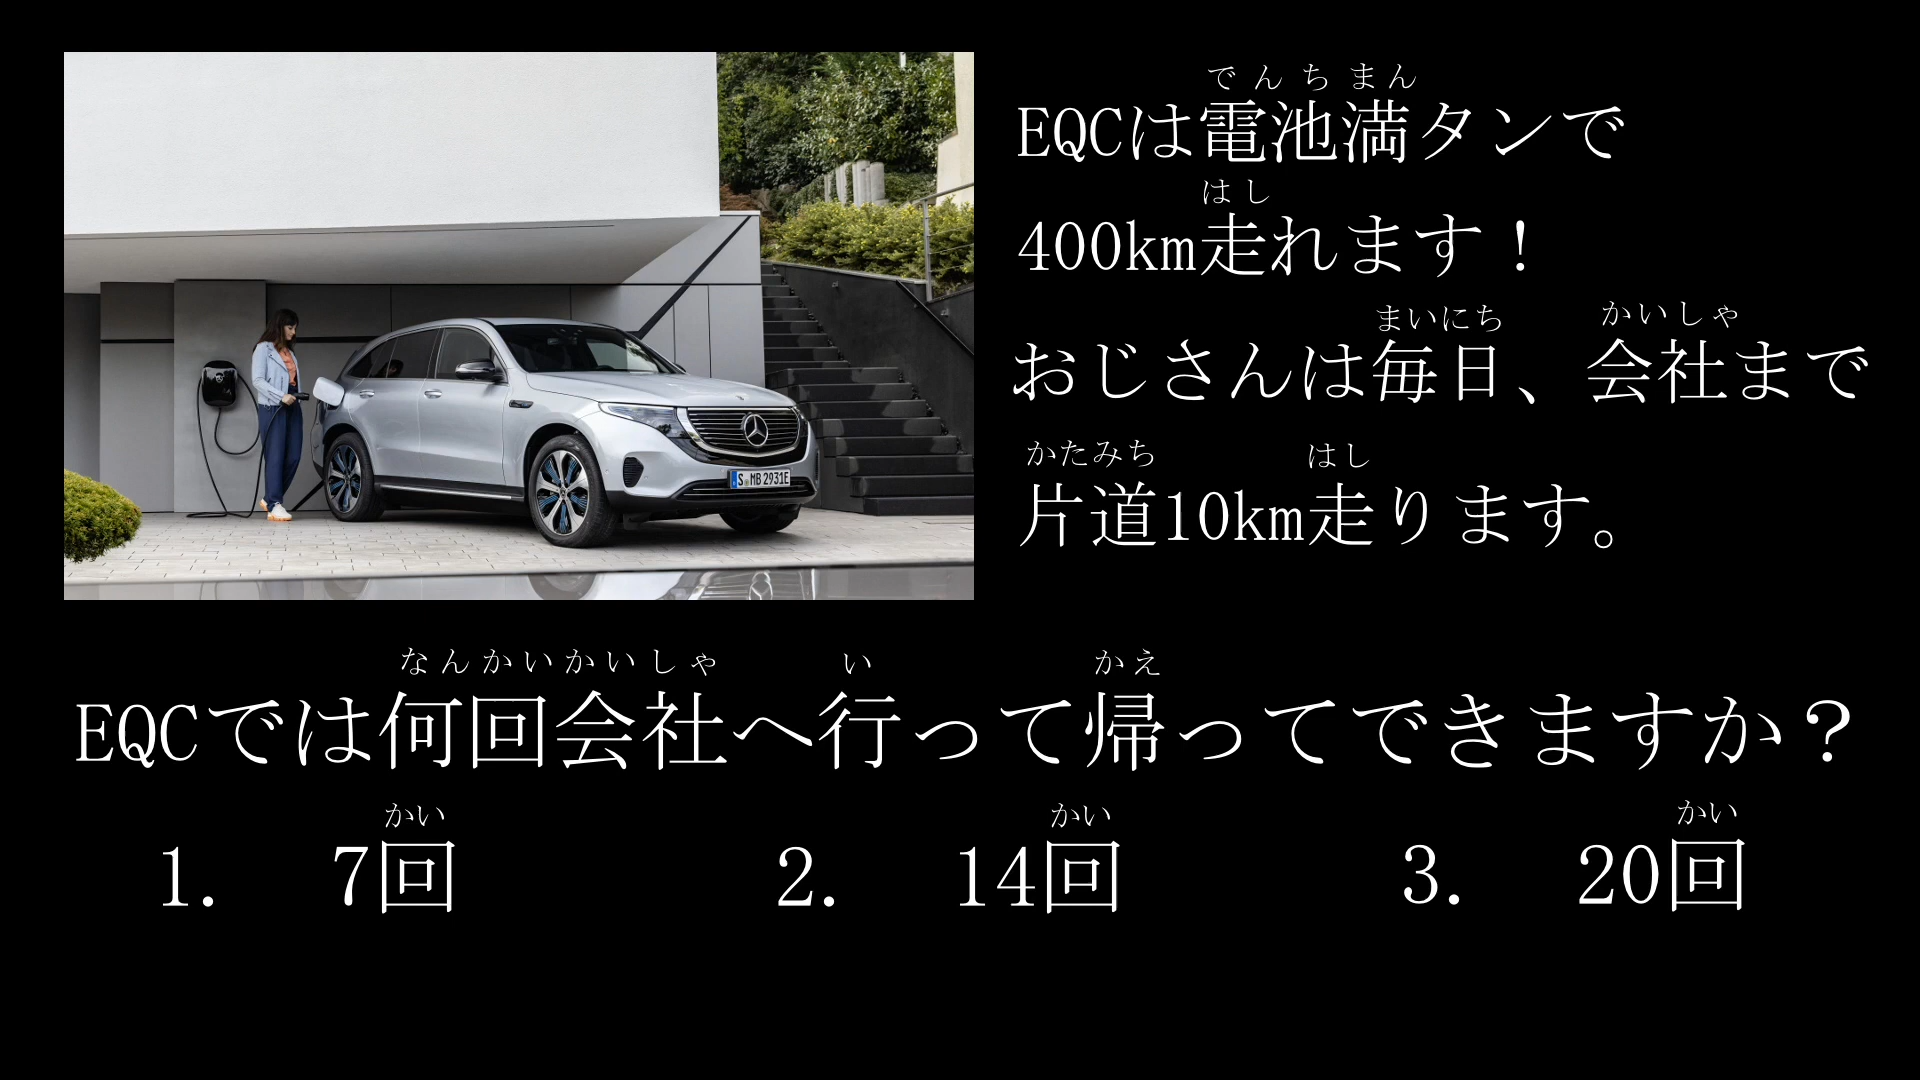 でんちまん
EQCは電池満タンで
はし
400km走れます！
まいにち かいしゃ
おじさんは毎日、会社まで
かたみち はし
片道10km走ります。
S MB 2931E
なんかいかいしゃ い かえ
EQCでは何回会社へ行って帰ってできますか？
かい かい かい
1. 7回 2. 14回 3. 20回